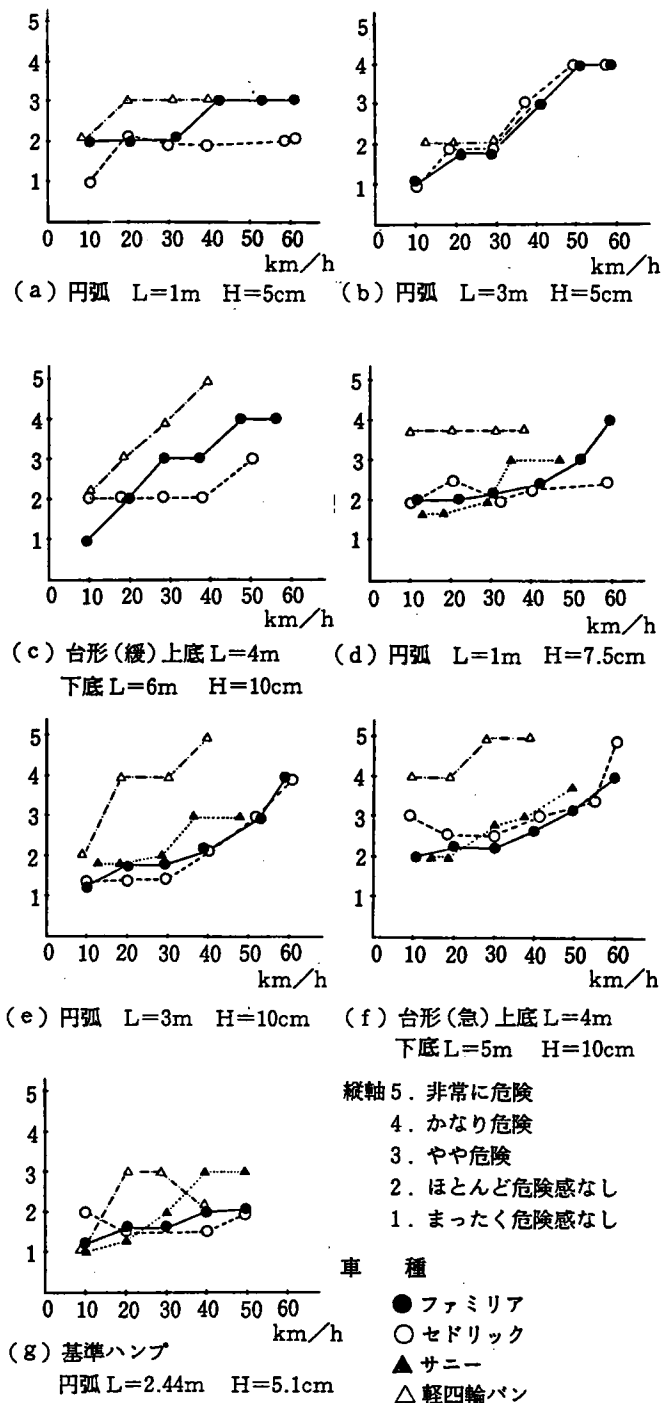 5
4
3
2
1
0 10 20 30 40 50 60
km/h
(a) 円弧 L=1m H=5cm
5
4
3
2
1
0 10 20 30 40 50 60
km/h
(b) 円弧 L=3m H=5cm
5
4
3
2
1
0 10 20 30 40 50 60
km/h
(c) 台形(緩)上底L=4m
下底L=6m H=10cm
5
4
3
2
1
0 10 20 30 40 50 60
km/h
(d) 円弧 L=1m H=7.5cm
5
4
3
2
1
0 10 20 30 40 50 60
km/h
(e) 円弧 L=3m H=10cm
5
4
3
2
1
0 10 20 30 40 50 60
km/h
(f) 台形(急)上底L=4m
下底L=5m H=10cm
5
4
3
2
1
0 10 20 30 40 50 60
km/h
(g) 基準ハンプ
円弧L=2.44m H=5.1cm
縦軸5.非常に危険
4.かなり危険
3.やや危険
2.ほとんど危険感なし
1.まったく危険感なし
車 種
●ファミリア
○セドリック
▲サニー
△軽四輪バン